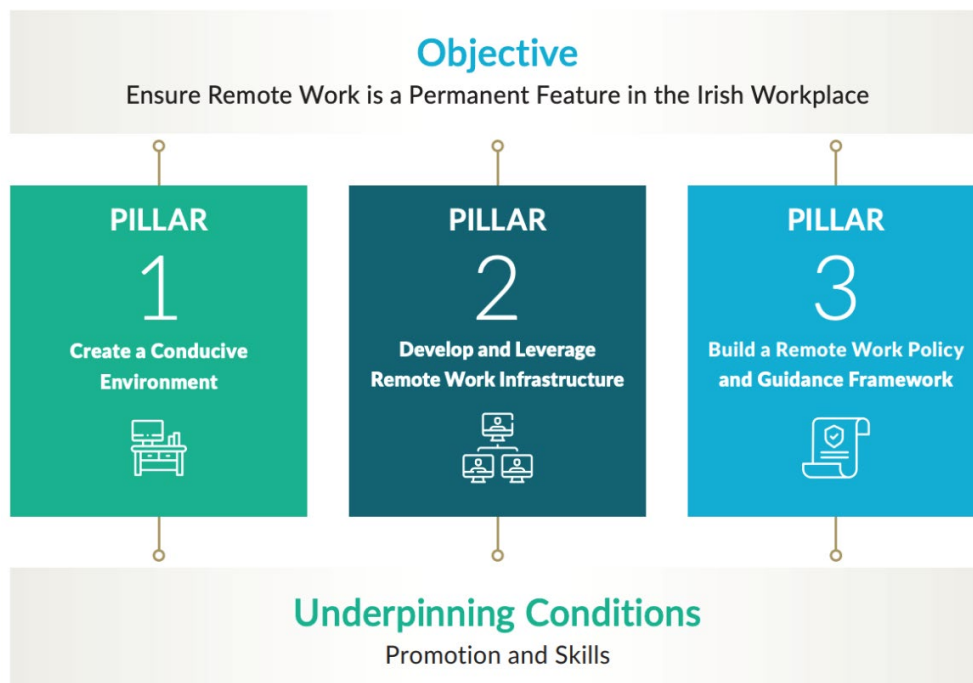 Objective
Ensure Remote Work is a Permanent Feature in the Irish Workplace
PILLAR
1
Create a Conducive
Environment
PILLAR
2
Develop and Leverage
Remote Work Infrastructure
PILLAR
3
Build a Remote Work Policy
and Guidance Framework
Underpinning Conditions
Promotion and Skills